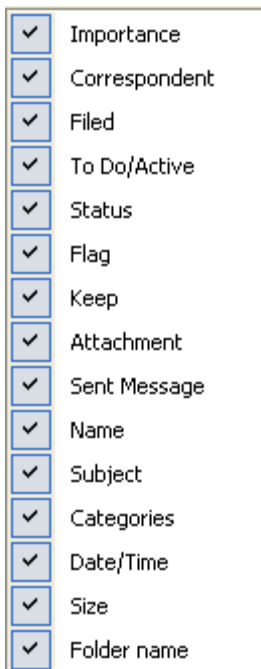 Importance
Correspondent
Filed
To Do/Active
Status
Flag
Keep
Attachment
Sent Message
Name
Subject
Categories
Date/Time
Size
Folder name